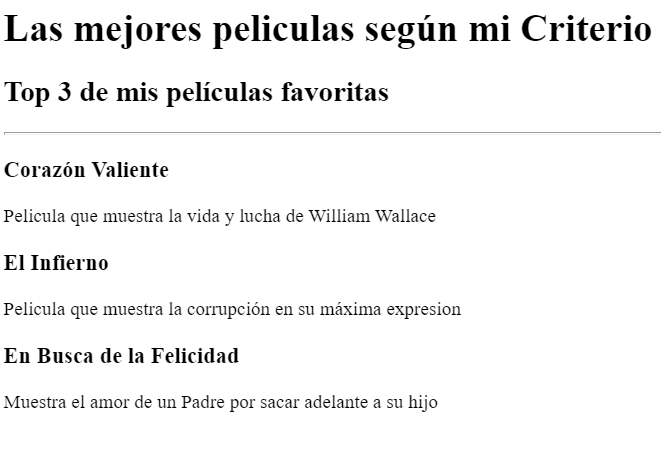 Las mejores peliculas según mi Criterio
Top 3 de mis películas favoritas
Corazón Valiente
Pelicula que muestra la vida y lucha de William Wallace
El Infierno
Pelicula que muestra la corrupción en su máxima expresion
En Busca de la Felicidad
Muestra el amor de un Padre por sacar adelante a su hijo